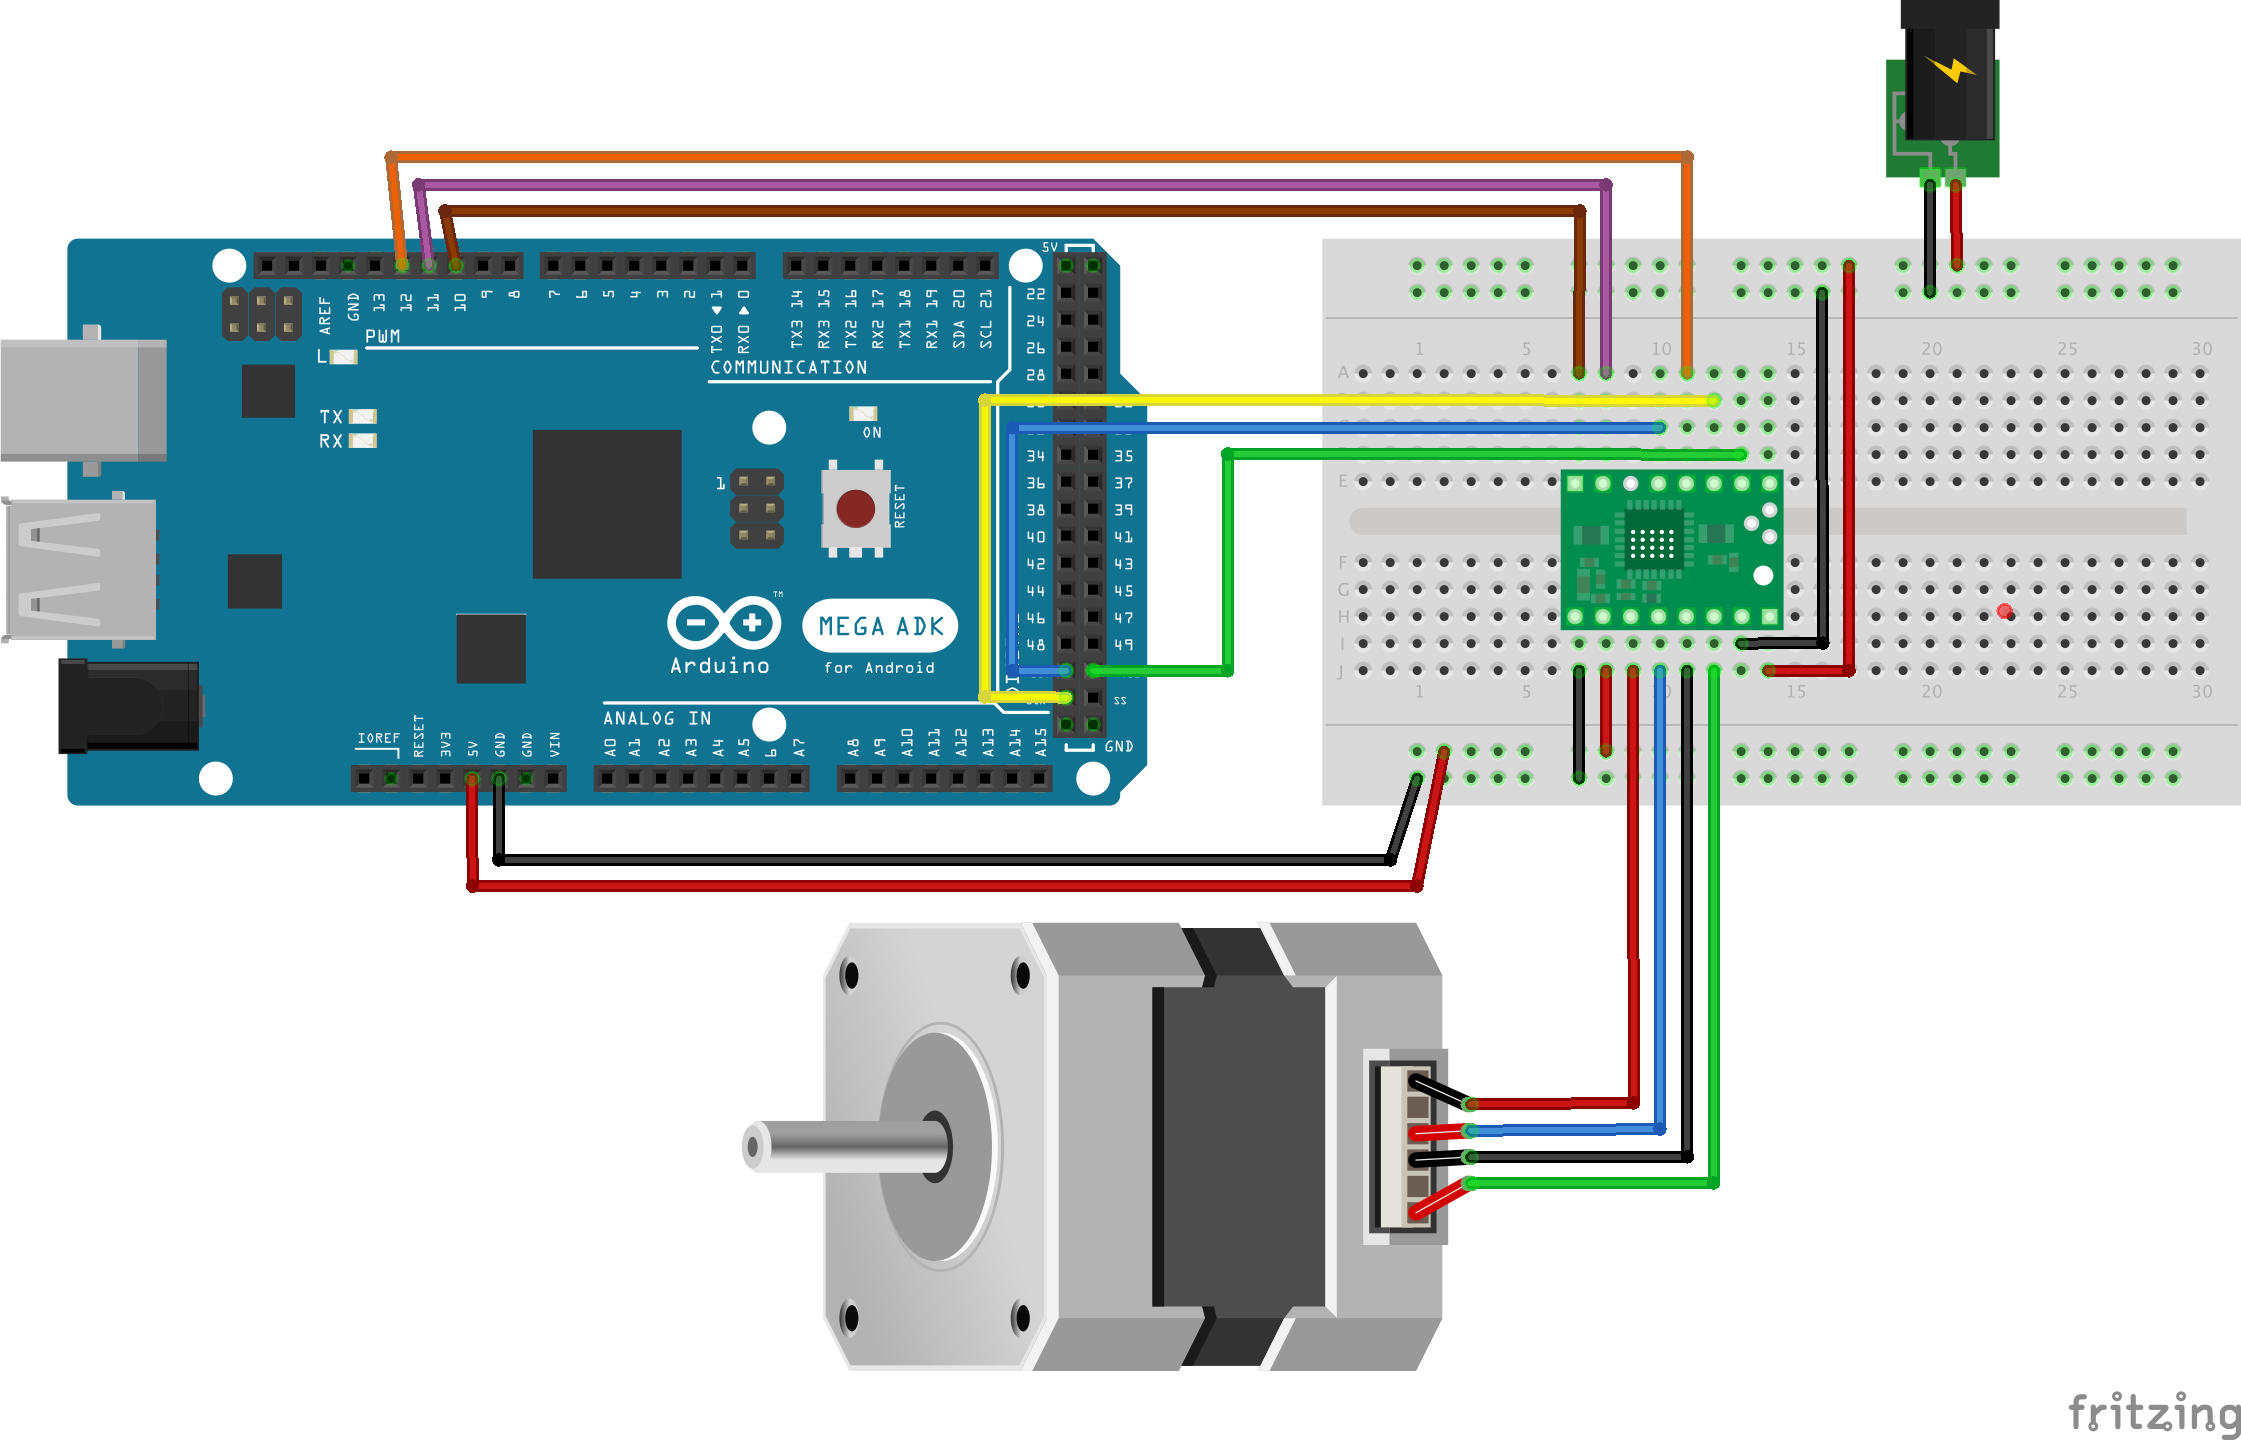 5V
AREF
GND
13
12
11
10
9
8
7
6
5
4
3
2
TX0 1
RX0 0
TX3 14
RX3 15
TX2 16
RX2 17
TX1 18
RX1 19
SDA 20
SCL 21
22
24
26
28
PWM
L
COMMUNICATION
TX
RX
ON
1
RESET
34 35
36 37
38 39
40 41
42 43
44 45
46 47
48 49
Arduino
TM
MEGA ADK
for Android
ANALOG IN
IOREF
RESET
3V3
5V
GND
GND
VIN
A0
A1
A2
A3
A4
A5
A7
A8
A9
A10
A11
A12
A13
A14
A15
GND
1 5 10 15 20 25 30
A
E
F
G
H
I
J
1 5 15 20 25 30
fritzing